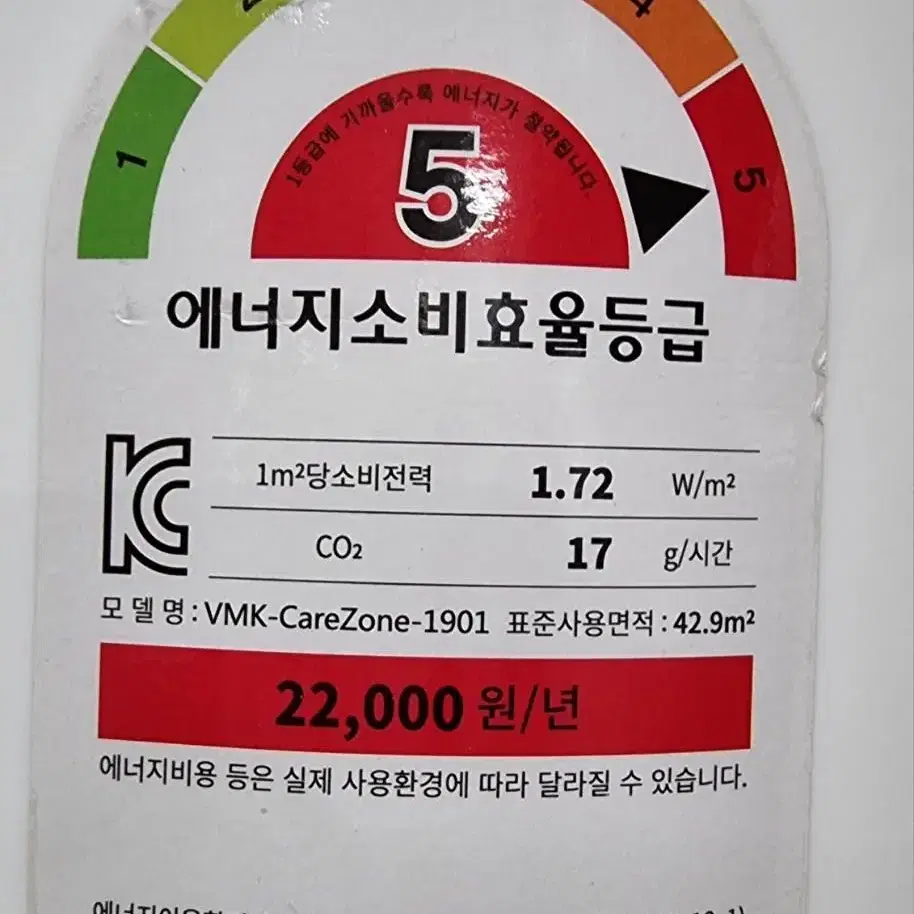 4
1
5
1등급에 가까울수록 에너지가 절약됩니다.
5
에너지소비효율등급
1m²당소비전력 1.72 W/m²
CO₂ 17 g/시간
모델명 : VMK-CareZone-1901 표준사용면적 : 42.9m²
22,000 원/년
에너지비용 등은 실제 사용환경에 따라 달라질 수 있습니다.